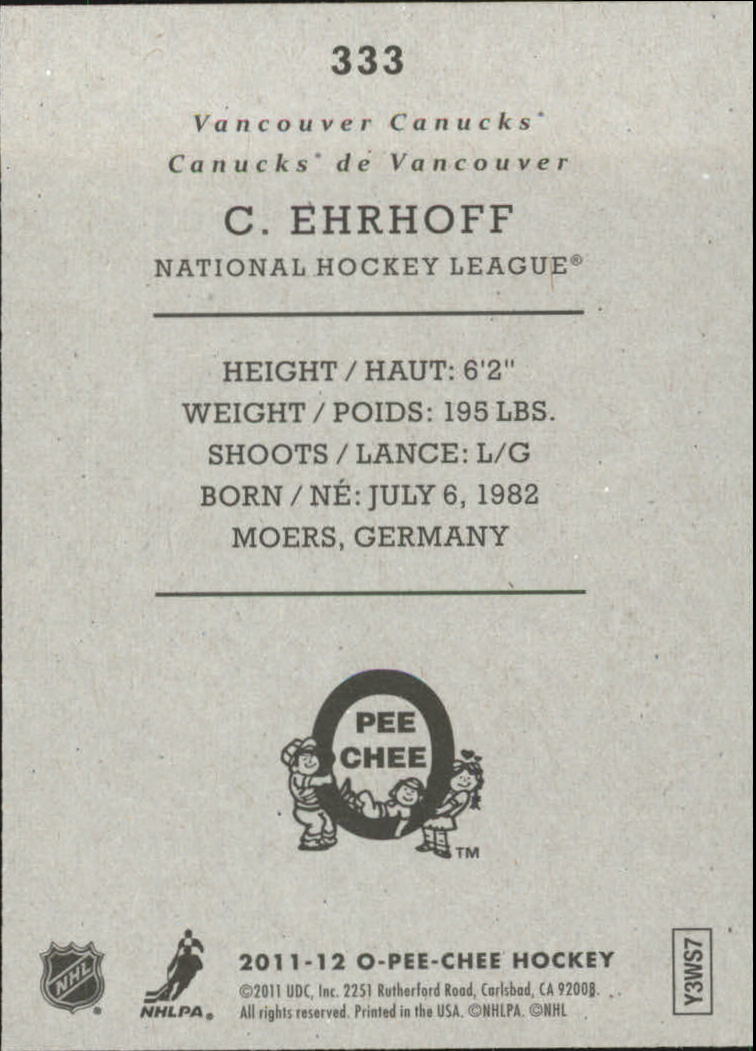 333
Vancouver Canucks*
Canucks* de Vancouver
C. EHRHOFF
NATIONAL HOCKEY LEAGUE®
HEIGHT / HAUT: 6'2"
WEIGHT / POIDS: 195 LBS.
SHOOTS / LANCE: L/G
BORN / NÉ: JULY 6, 1982
MOERS, GERMANY
O
PEE
CHEE
TM
NHL
NHLPA
2011-12 O-PEE-CHEE HOCKEY
©2011 UDC, Inc. 2251 Rutherford Road, Carlsbad, CA 92008.
All rights reserved. Printed in the USA. ©NHLPA. ©NHL
Y3WS7